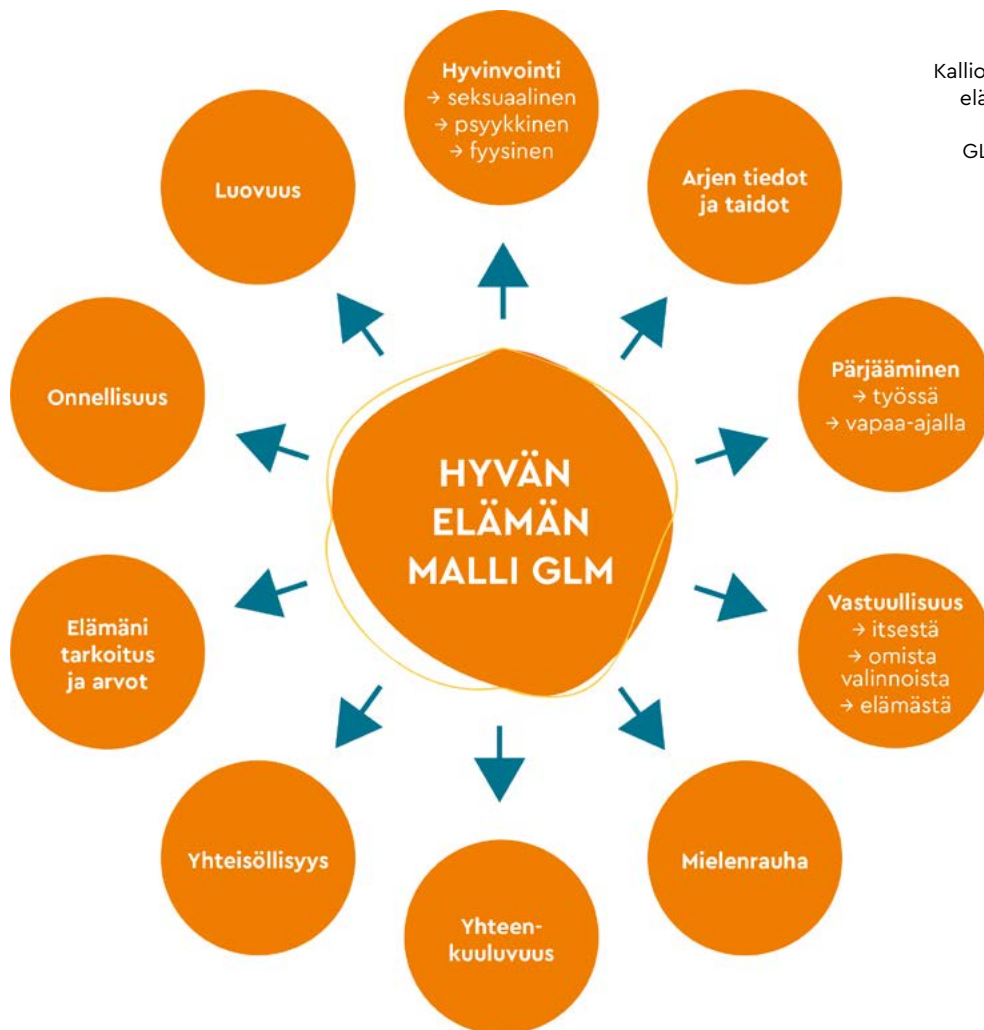 Hyvinvointi
→ seksuaalinen
→ psyykkinen
→ fyysinen
Arjen tiedot
ja taidot
Pärjääminen
→ työssä
→ vapaa-ajalla
Vastuullisuus
→ itsestä
→ omista
valinnoista
→ elämästä
Mielenrauha
Yhteen-
kuuluvuus
Yhteisöllisyys
Elämäni
tarkoitus
ja arvot
Onnellisuus
Luovuus
HYVÄN
ELÄMÄN
MALLI GLM